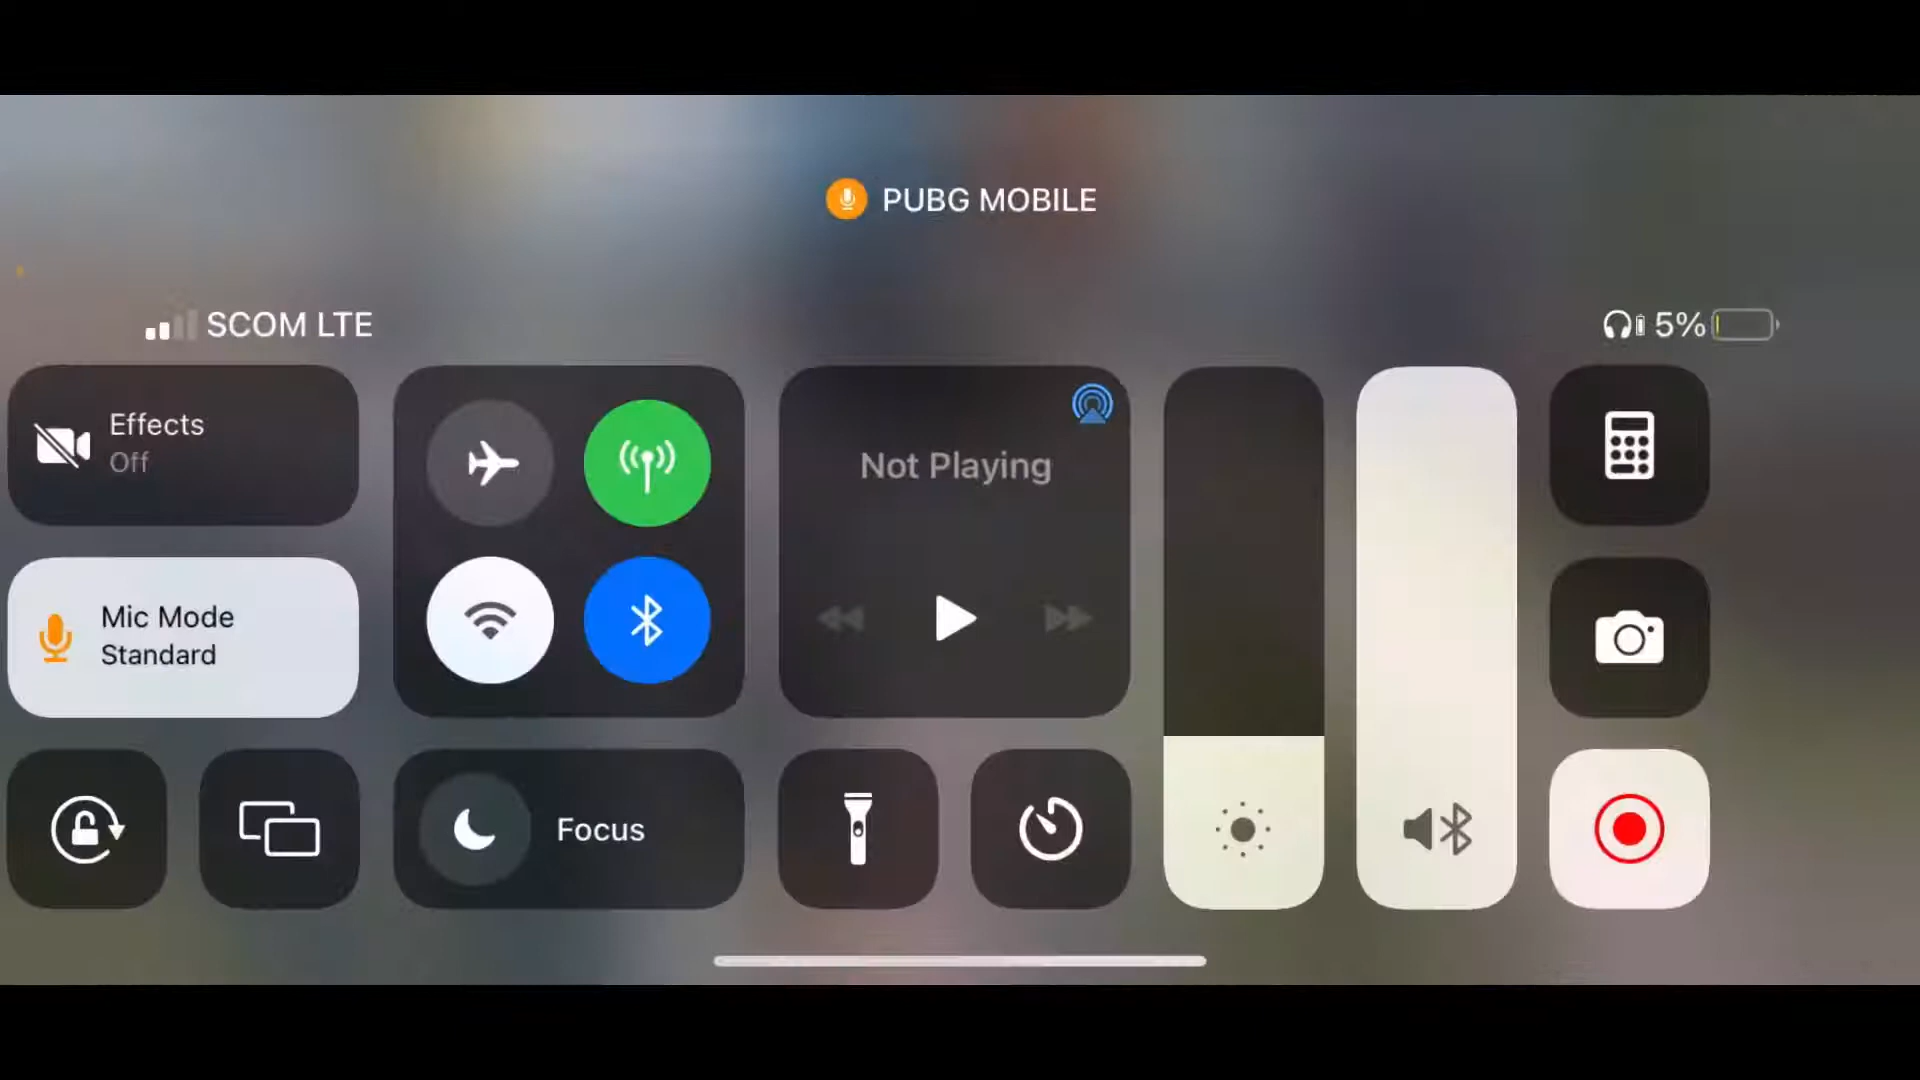 PUBG MOBILE
SCOM LTE
5%
Effects
Off
Not Playing
Mic Mode
Standard
Focus